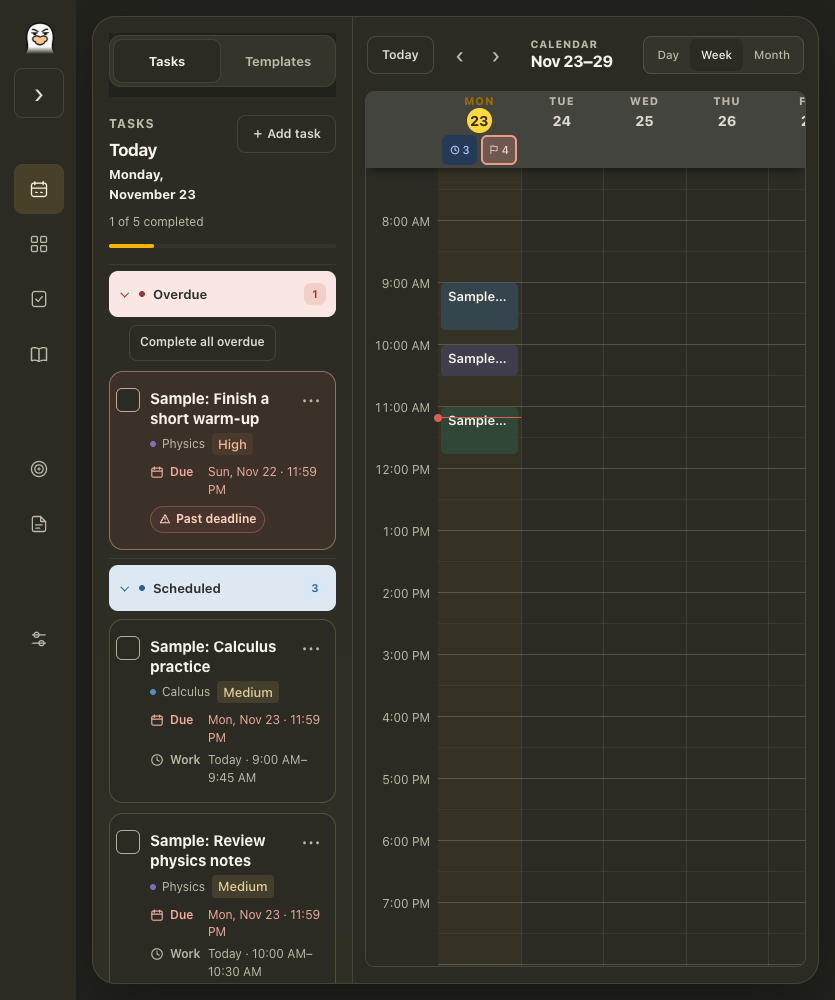 Tasks
Templates
TASKS
Today
Monday,
November 23
+ Add task
1 of 5 completed
Overdue
1
Complete all overdue
Sample: Finish a
short warm-up
Physics
High
Due
Sun, Nov 22 · 11:59
PM
Past deadline
Scheduled
3
Sample: Calculus
practice
Calculus
Medium
Due
Mon, Nov 23 · 11:59
PM
Work
Today · 9:00 AM–
9:45 AM
Sample: Review
physics notes
Physics
Medium
Due
Mon, Nov 23 · 11:59
PM
Work
Today · 10:00 AM–
10:30 AM
Today
CALENDAR
Nov 23–29
Day
Week
Month
MON
23
3
4
TUE
24
WED
25
THU
26
8:00 AM
9:00 AM
Sample...
10:00 AM
Sample...
11:00 AM
Sample...
12:00 PM
1:00 PM
2:00 PM
3:00 PM
4:00 PM
5:00 PM
6:00 PM
7:00 PM